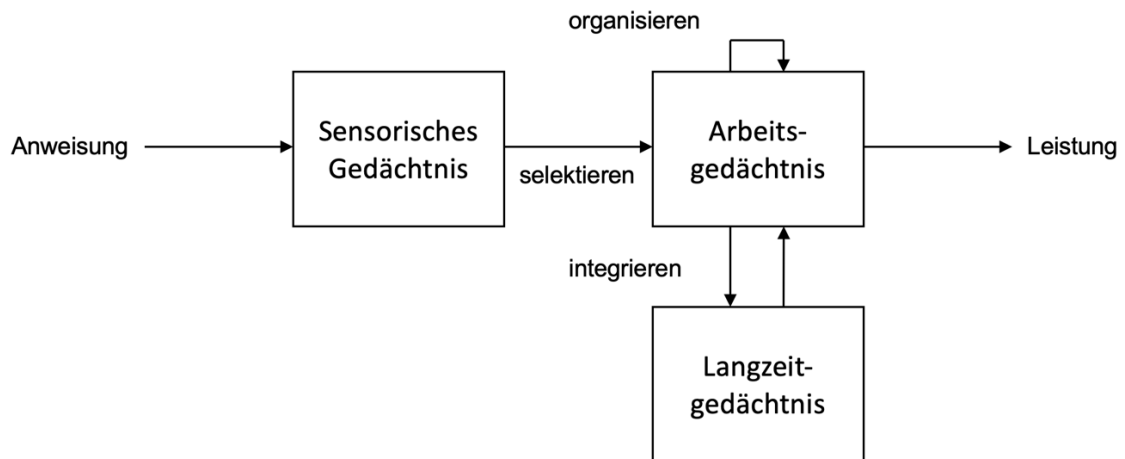 organisieren
Anweisung
Sensorisches
Gedächtnis
selektieren
Arbeits-
gedächtnis
Leistung
integrieren
Langzeit-
gedächtnis